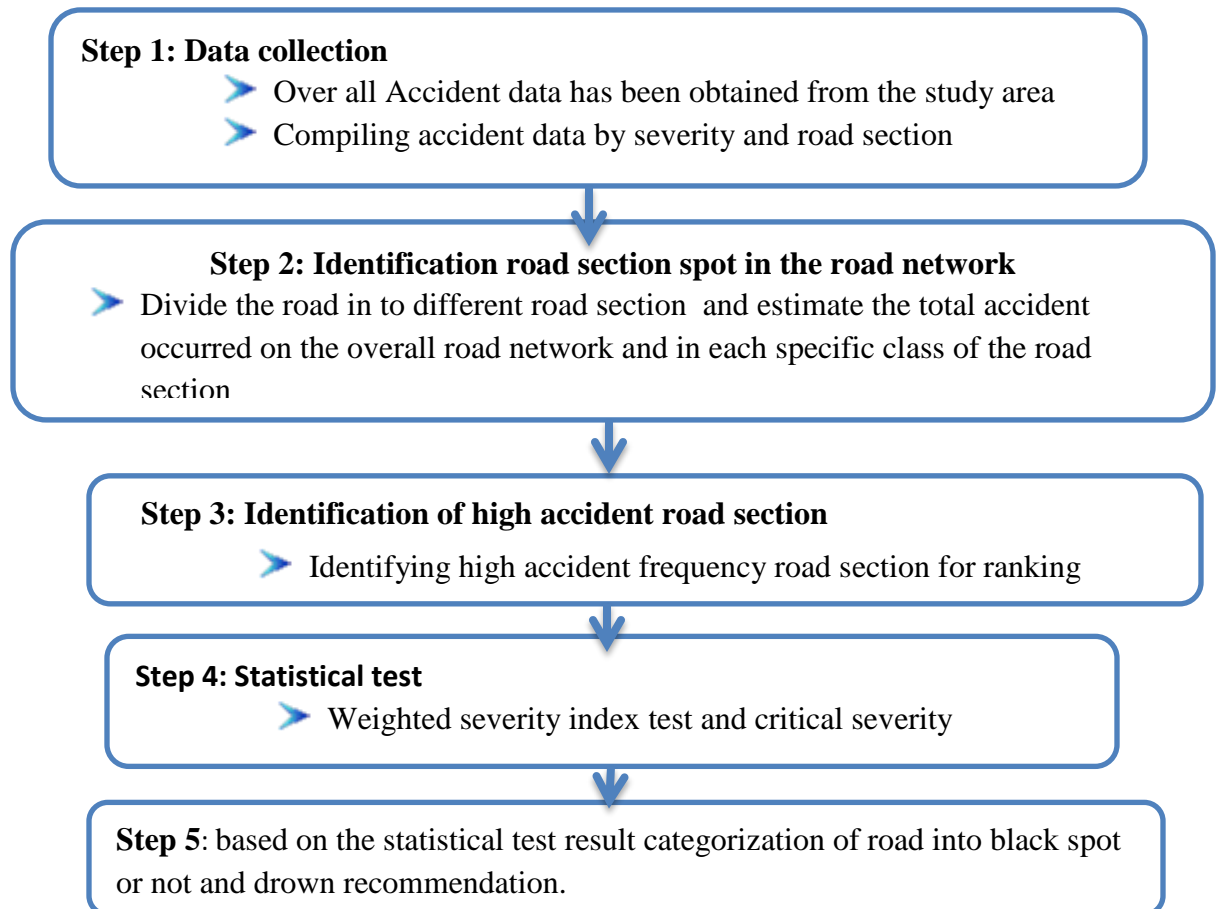 Step 1: Data collection
Over all Accident data has been obtained from the study area
Compiling accident data by severity and road section
Step 2: Identification road section spot in the road network
Divide the road in to different road section and estimate the total accident
occurred on the overall road network and in each specific class of the road
section
Step 3: Identification of high accident road section
Identifying high accident frequency road section for ranking
Step 4: Statistical test
Weighted severity index test and critical severity
Step 5: based on the statistical test result categorization of road into black spot
or not and drown recommendation.